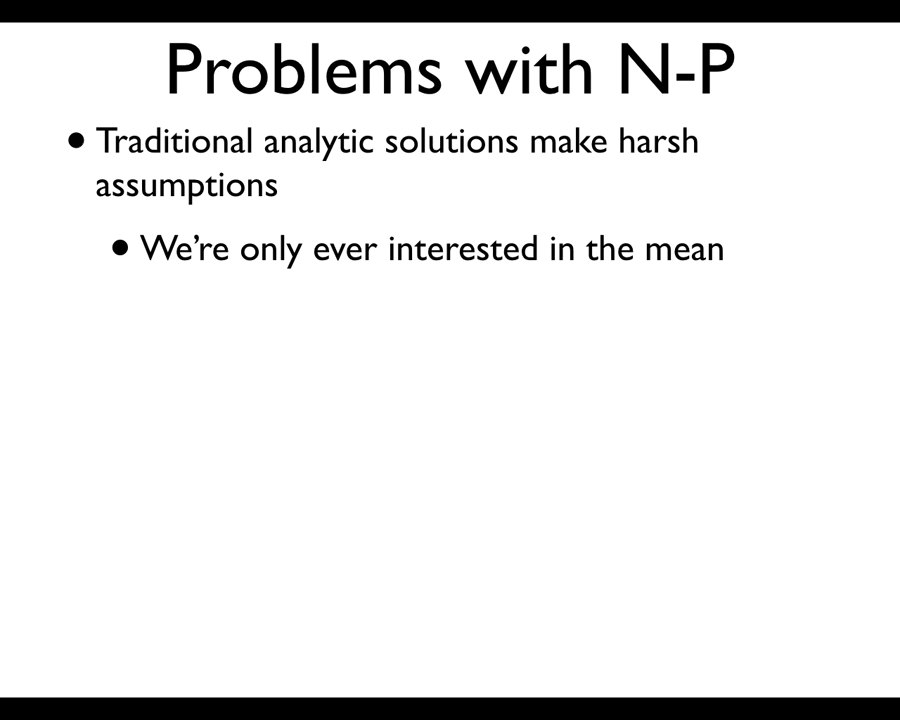 Problems with N-P
• Traditional analytic solutions make harsh
assumptions
• We’re only ever interested in the mean